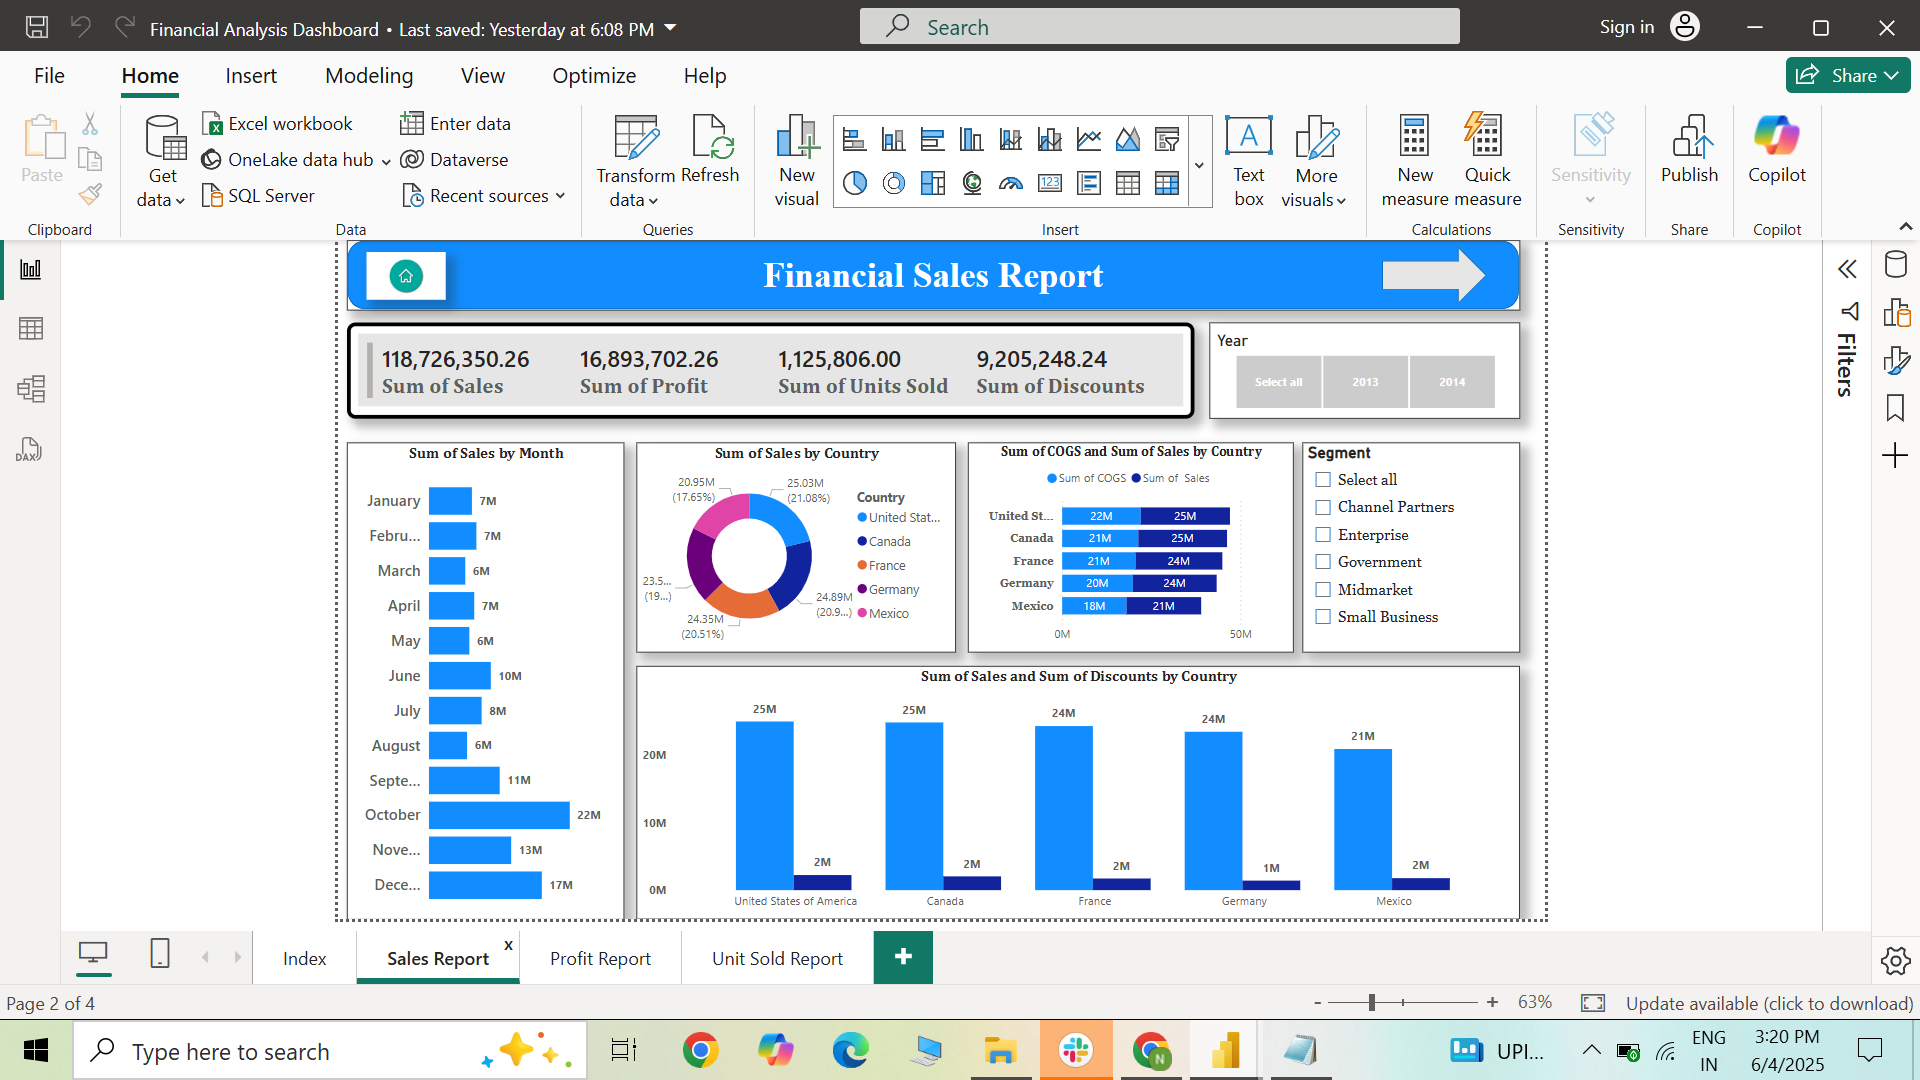 Financial Analysis Dashboard • Last saved: Yesterday at 6:08 PM
Search
Sign in
File
Home
Insert
Modeling
View
Optimize
Help
Share
Paste
Clipboard
Get data
Excel workbook
OneLake data hub
SQL Server
Enter data
Dataverse
Recent sources
Data
Transform data
Refresh
Queries
New visual
123
A
Text box
More visuals
Insert
New measure
Quick measure
Calculations
Sensitivity
Sensitivity
Publish
Share
Copilot
Copilot
DAX
Filters
Financial Sales Report
118,726,350.26
Sum of Sales
16,893,702.26
Sum of Profit
1,125,806.00
Sum of Units Sold
9,205,248.24
Sum of Discounts
Year
Select all
2013
2014
Sum of Sales by Month
January 7M
Febru... 7M
March 6M
April 7M
May 6M
June 10M
July 8M
August 6M
Septe... 11M
October 22M
Nove... 13M
Dece... 17M
Sum of Sales by Country
20.95M
(17.65%)
25.03M
(21.08%)
23.5...
(19...)
24.89M
(20.9...)
24.35M
(20.51%)
Country
United Stat...
Canada
France
Germany
Mexico
Sum of COGS and Sum of Sales by Country
Sum of COGS Sum of Sales
United St... 22M 25M
Canada 21M 25M
France 21M 24M
Germany 20M 24M
Mexico 18M 21M
0M 50M
Segment
Select all
Channel Partners
Enterprise
Government
Midmarket
Small Business
Sum of Sales and Sum of Discounts by Country
20M
10M
0M
25M 2M
25M 2M
24M 2M
24M 1M
21M 2M
United States of America
Canada
France
Germany
Mexico
Index
Sales Report
x
Profit Report
Unit Sold Report
+
Page 2 of 4
- + 63%
Update available (click to download)
Type here to search
N
UPI...
ENG
IN
3:20 PM
6/4/2025